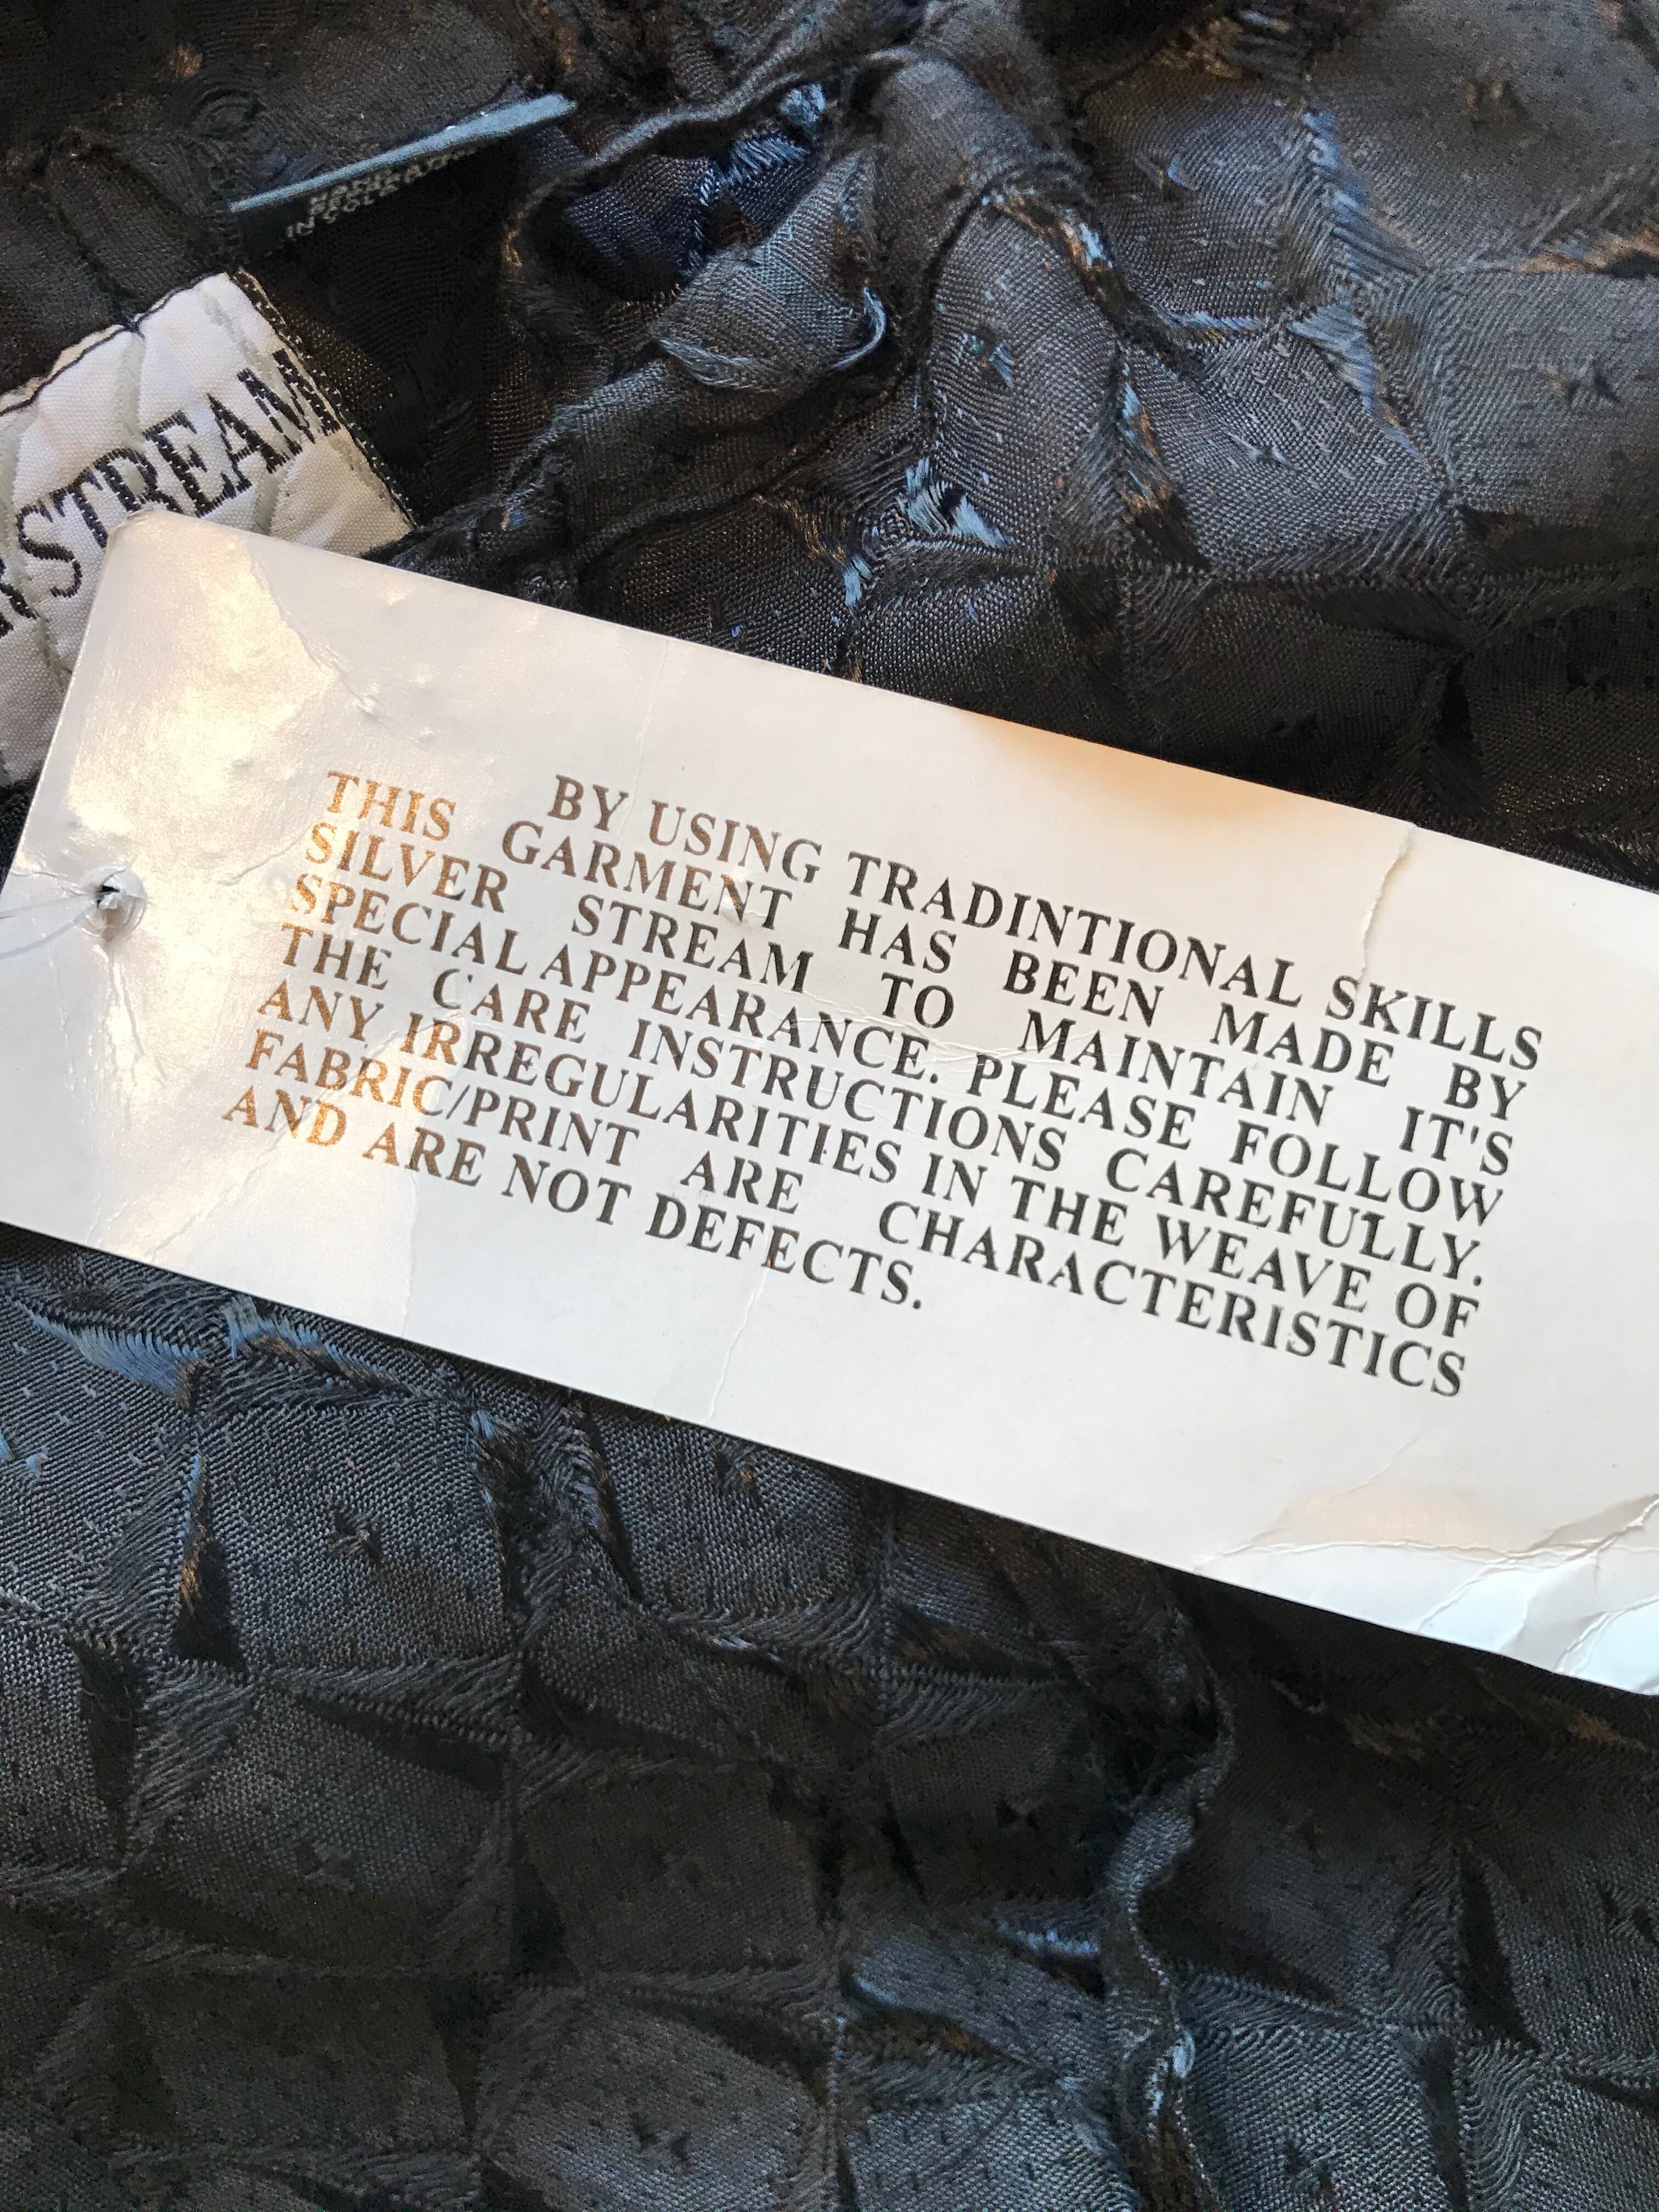 STREAM
BY USING TRADINTIONAL SKILLS
THIS GARMENT HAS BEEN MADE BY
SILVER STREAM TO MAINTAIN IT'S
SPECIAL APPEARANCE. PLEASE FOLLOW
THE CARE INSTRUCTIONS CAREFULLY.
ANY IRREGULARITIES IN THE WEAVE OF
FABRIC/PRINT ARE CHARACTERISTICS
AND ARE NOT DEFECTS.